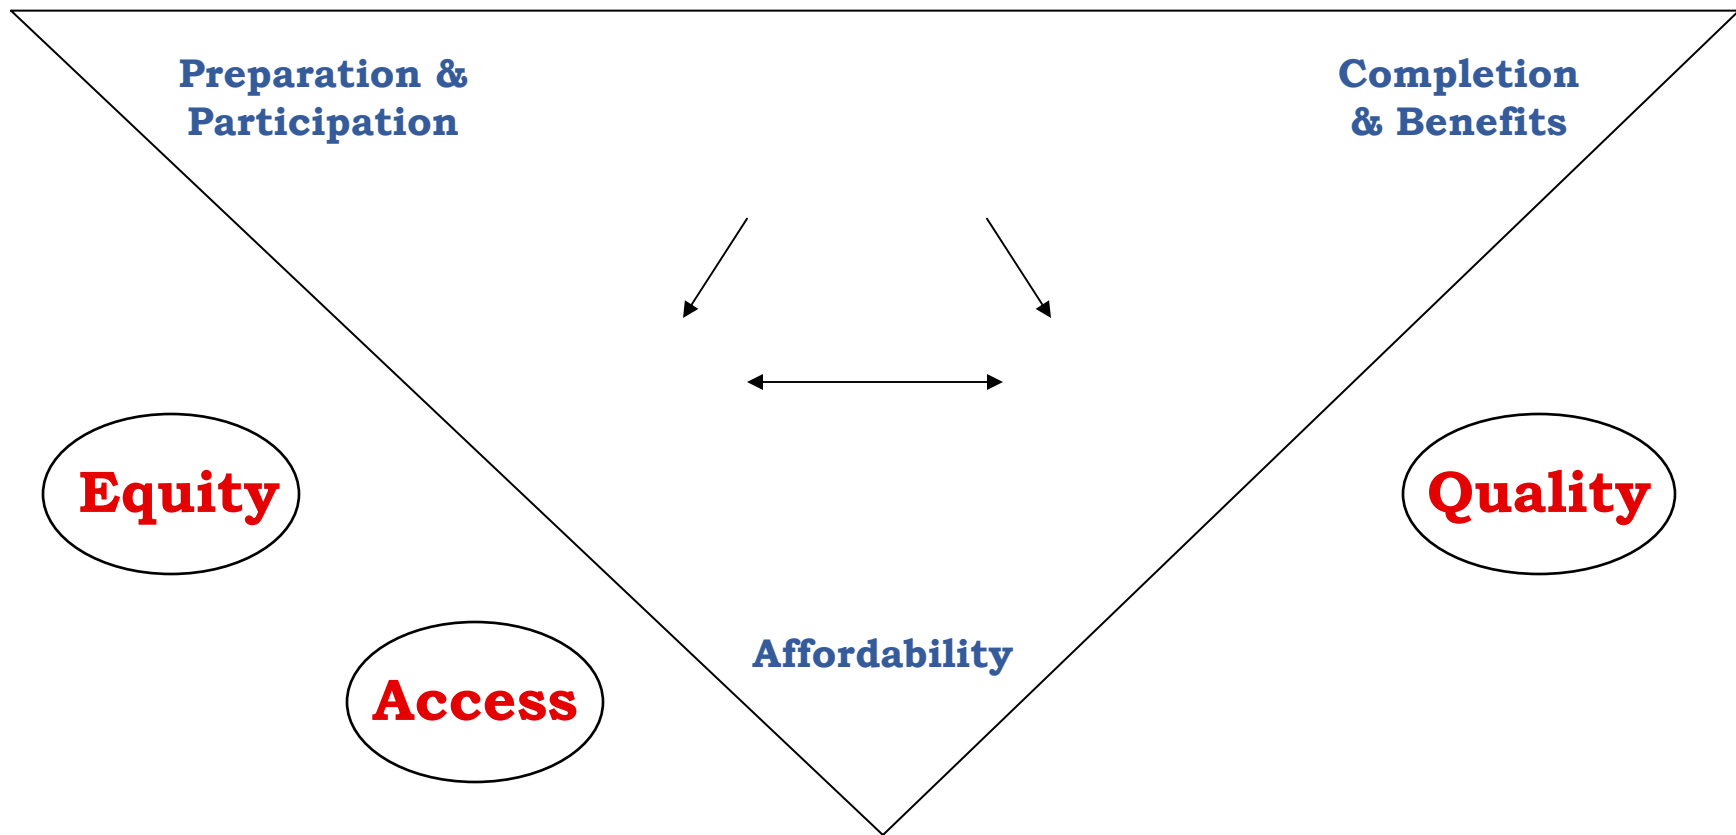 Preparation &
Participation
Completion
& Benefits
Equity
Quality
Affordability
Access